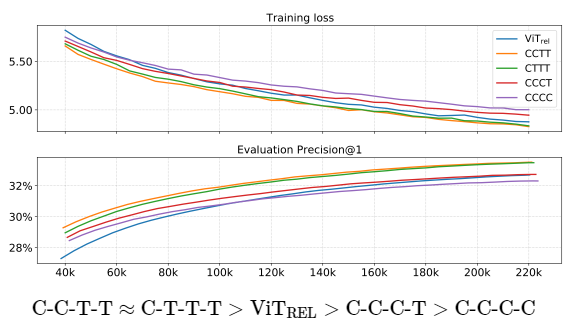 Training loss
5.50
5.00
ViT_rel
CCTT
CTTT
CCCT
CCCC
Evaluation Precision@1
32%
30%
28%
40k 60k 80k 100k 120k 140k 160k 180k 200k 220k
C-C-T-T ≈ C-T-T-T > ViT_REL > C-C-C-T > C-C-C-C